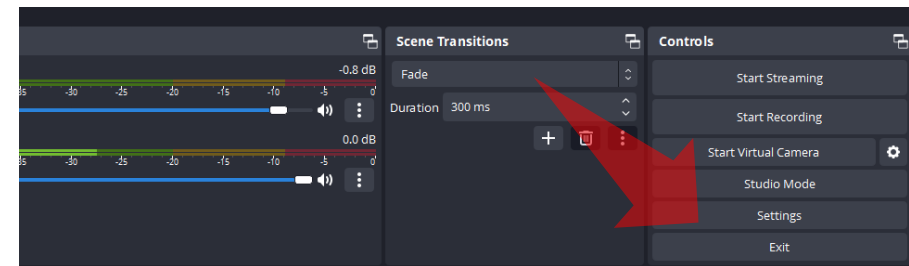 Scene Transitions
Controls
-0.8 dB
-30 -25 -20 -15 -10 -5 0
0.0 dB
-30 -25 -20 -15 -10 -5 0
Fade
Duration 300 ms
Start Streaming
Start Recording
Start Virtual Camera
Studio Mode
Settings
Exit